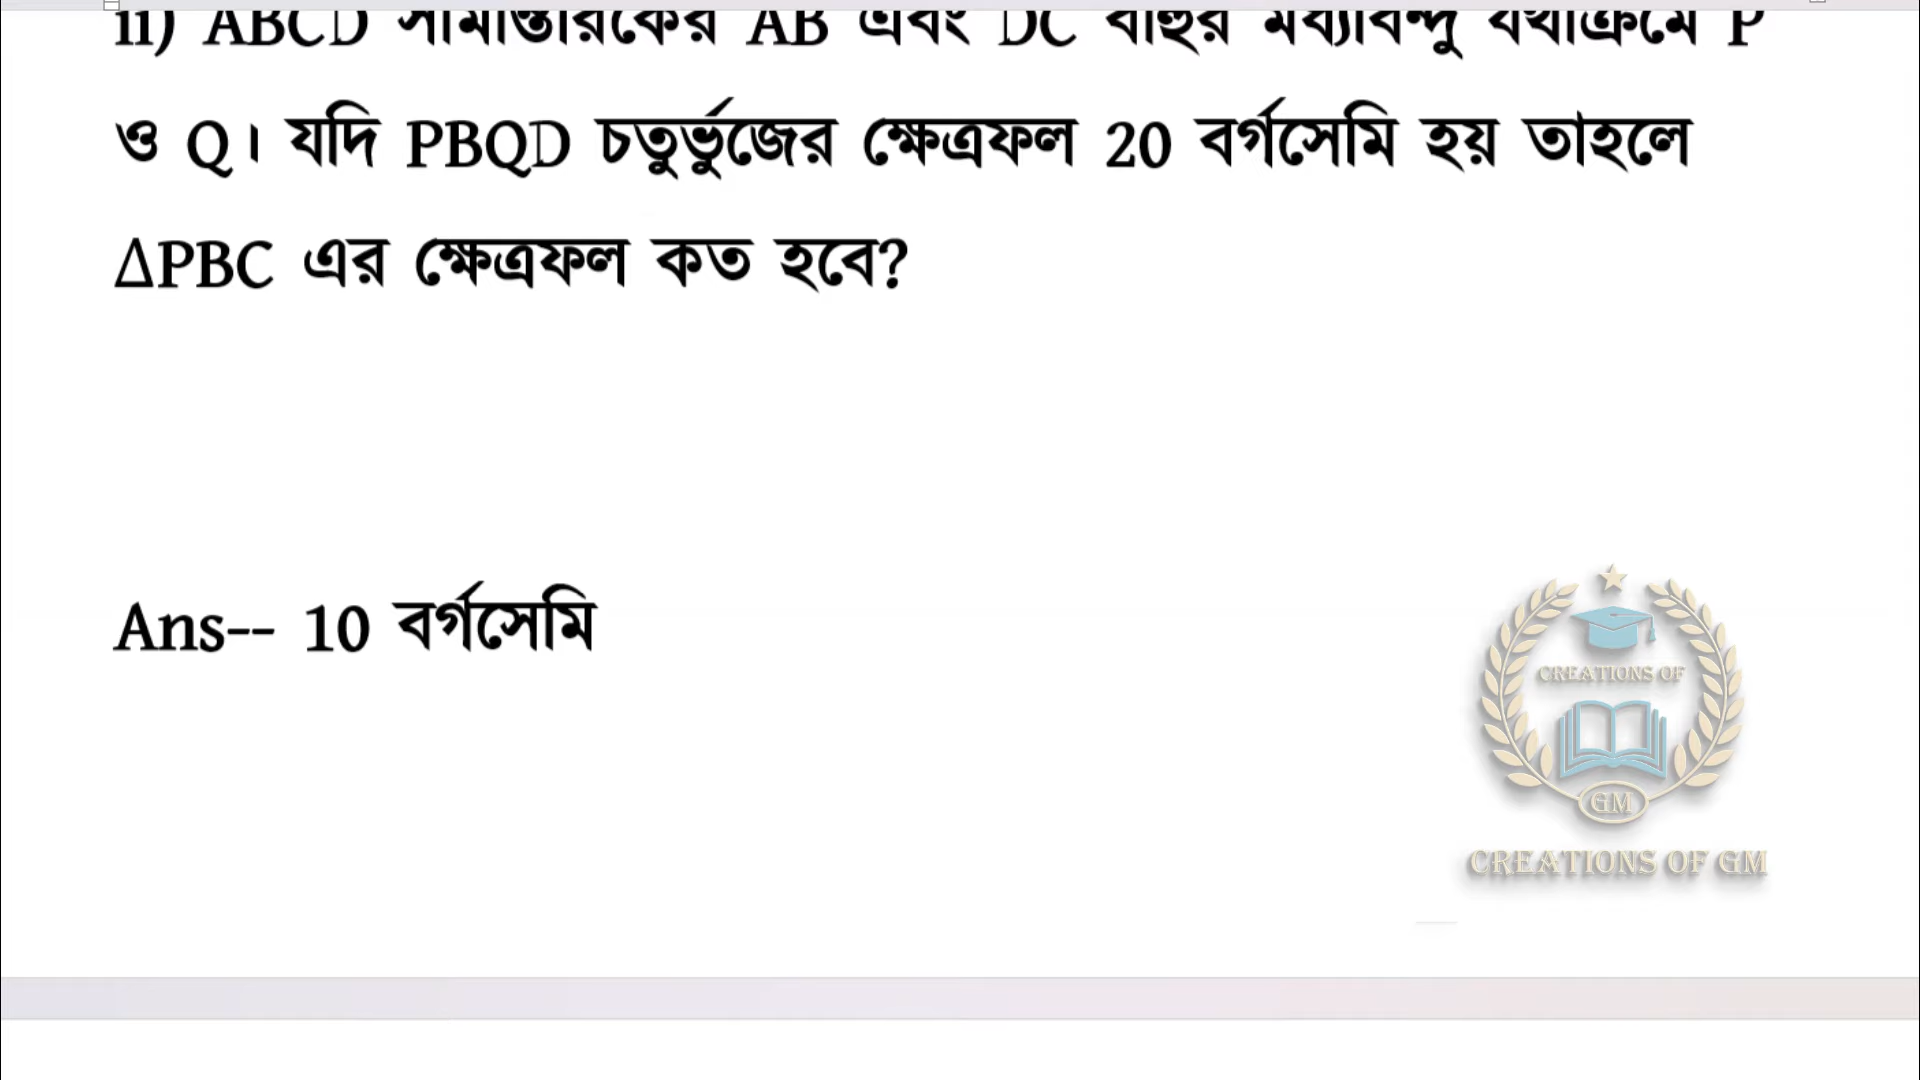 ii) ABCD সামান্তরিকের AB এবং DC বাহুর মধ্যবিন্দু যথাক্রমে P
ও Q। যদি PBQD চতুর্ভুজের ক্ষেত্রফল 20 বর্গসেমি হয় তাহলে
ΔPBC এর ক্ষেত্রফল কত হবে?
Ans-- 10 বর্গসেমি
CREATIONS OF
GM
CREATIONS OF GM